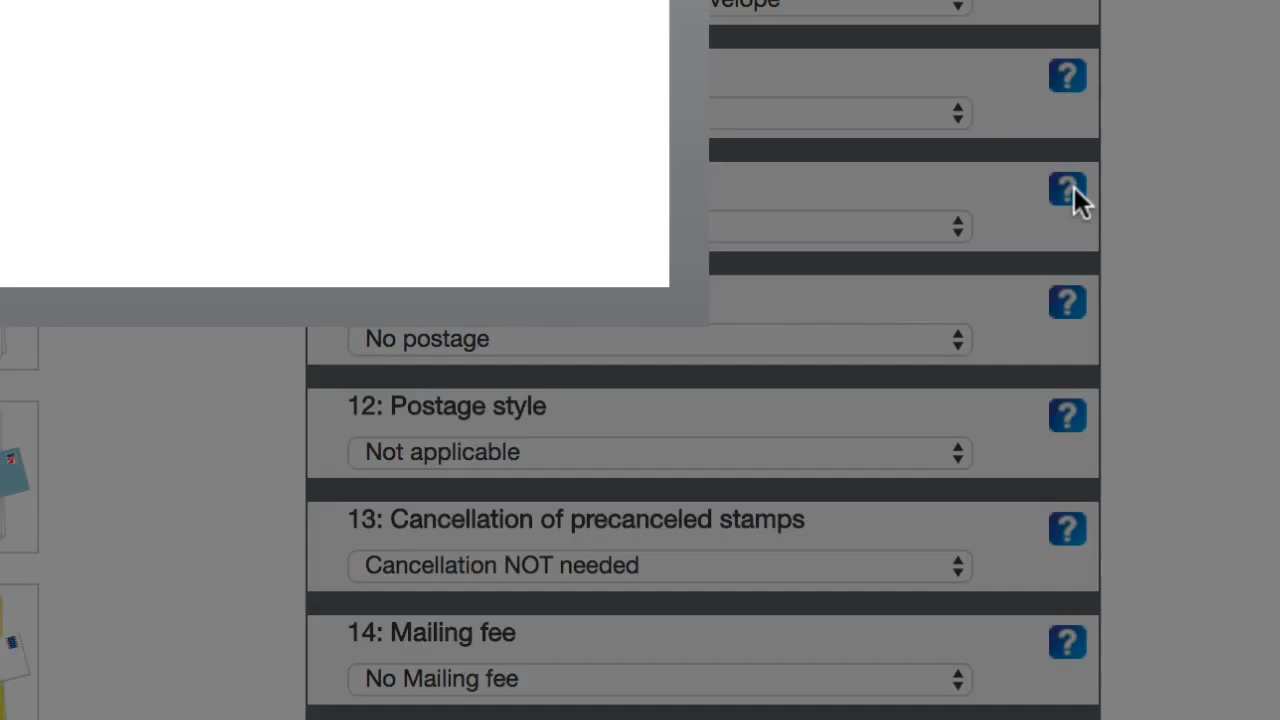 No postage
12: Postage style
Not applicable
13: Cancellation of precanceled stamps
Cancellation NOT needed
14: Mailing fee
No Mailing fee